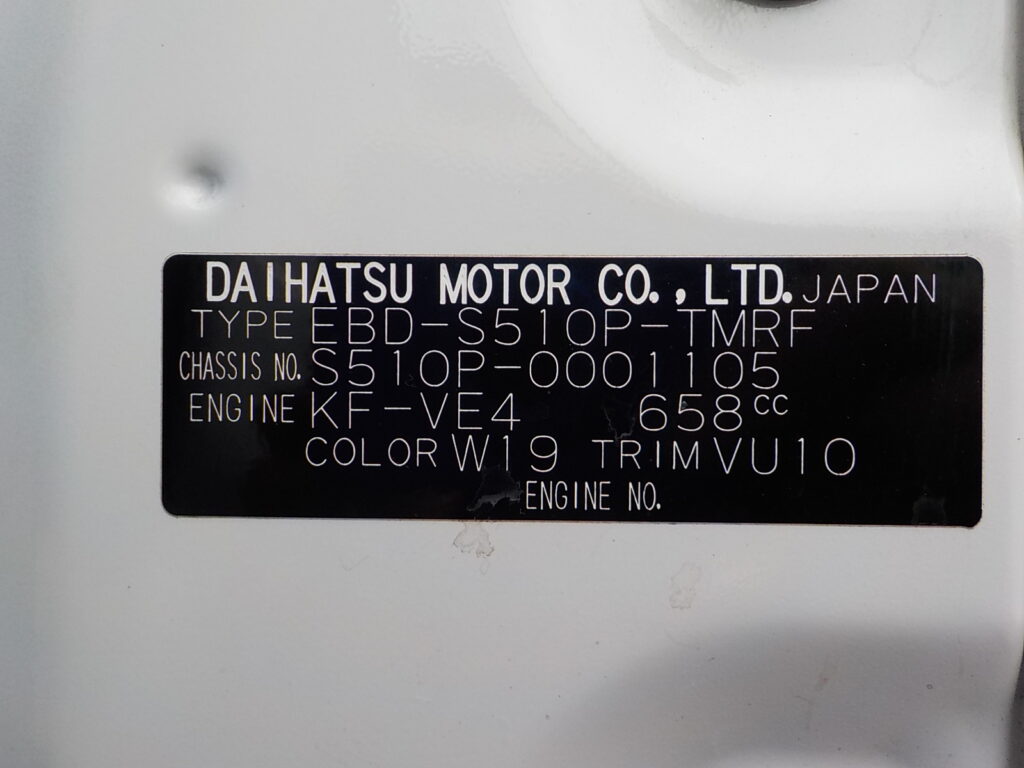 DAIHATSU MOTOR CO., LTD. JAPAN
TYPE EBD-S510P-TMRF
CHASSIS NO. S510P-0001105
ENGINE KF-VE4 658cc
COLOR W19 TRIM VU10
ENGINE NO.